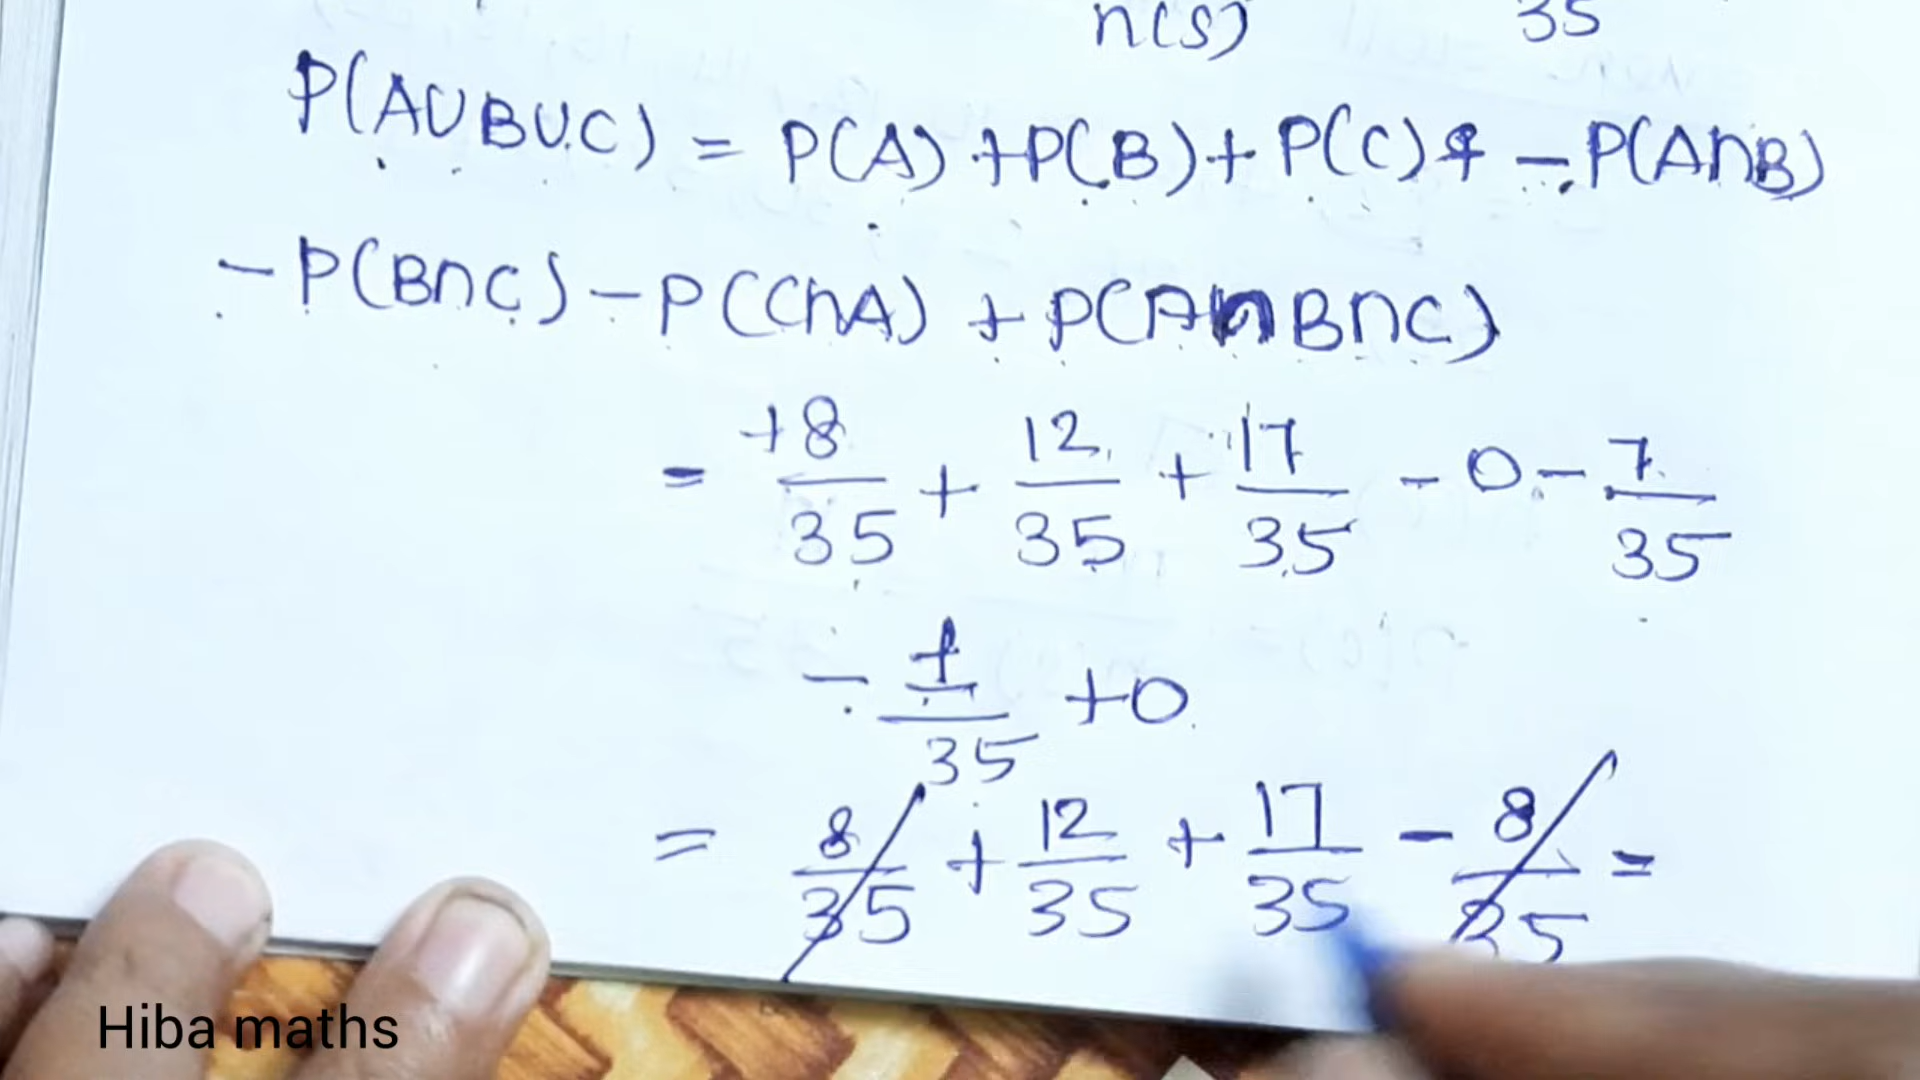 n(s) 35
P(A∪B∪C) = P(A) + P(B) + P(C) - P(A∩B)
- P(B∩C) - P(C∩A) + P(A∩B∩C)
= +8/35 + 12/35 + 17/35 - 0 - 7/35
- 1/35 + 0
= 8/35 + 12/35 + 17/35 - 8/35 =
Hiba maths